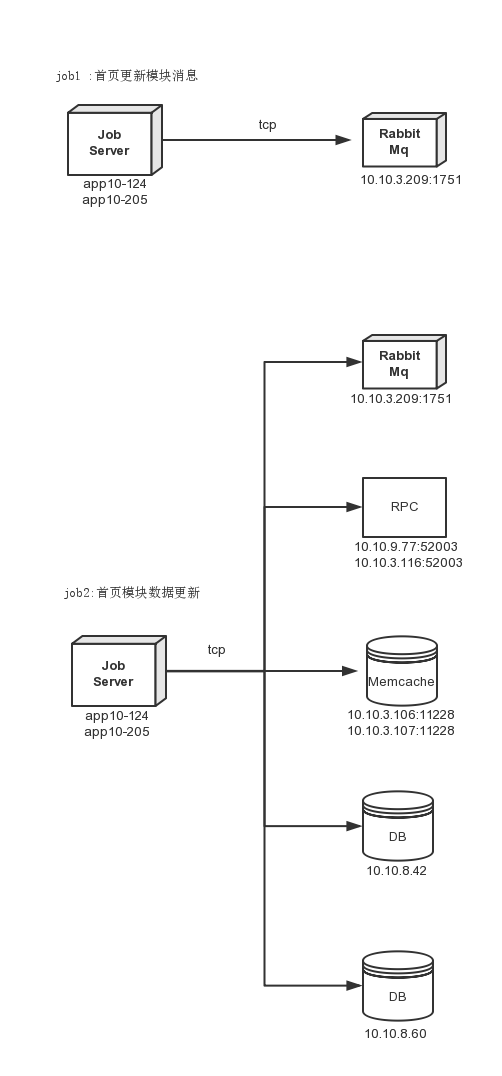 job1 :首页更新模块消息
Job
Server
tcp
Rabbit
Mq
app10-124
app10-205
10.10.3.209:1751
Rabbit
Mq
10.10.3.209:1751
RPC
10.10.9.77:52003
10.10.3.116:52003
job2:首页模块数据更新
Job
Server
tcp
Memcache
app10-124
app10-205
10.10.3.106:11228
10.10.3.107:11228
DB
10.10.8.42
DB
10.10.8.60